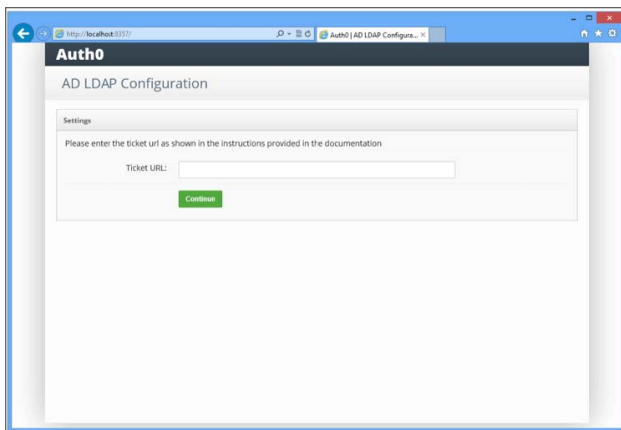 http://localhost:8357/
Auth0 | AD LDAP Configura...
Auth0
AD LDAP Configuration
Settings
Please enter the ticket url as shown in the instructions provided in the documentation
Ticket URL:
Continue